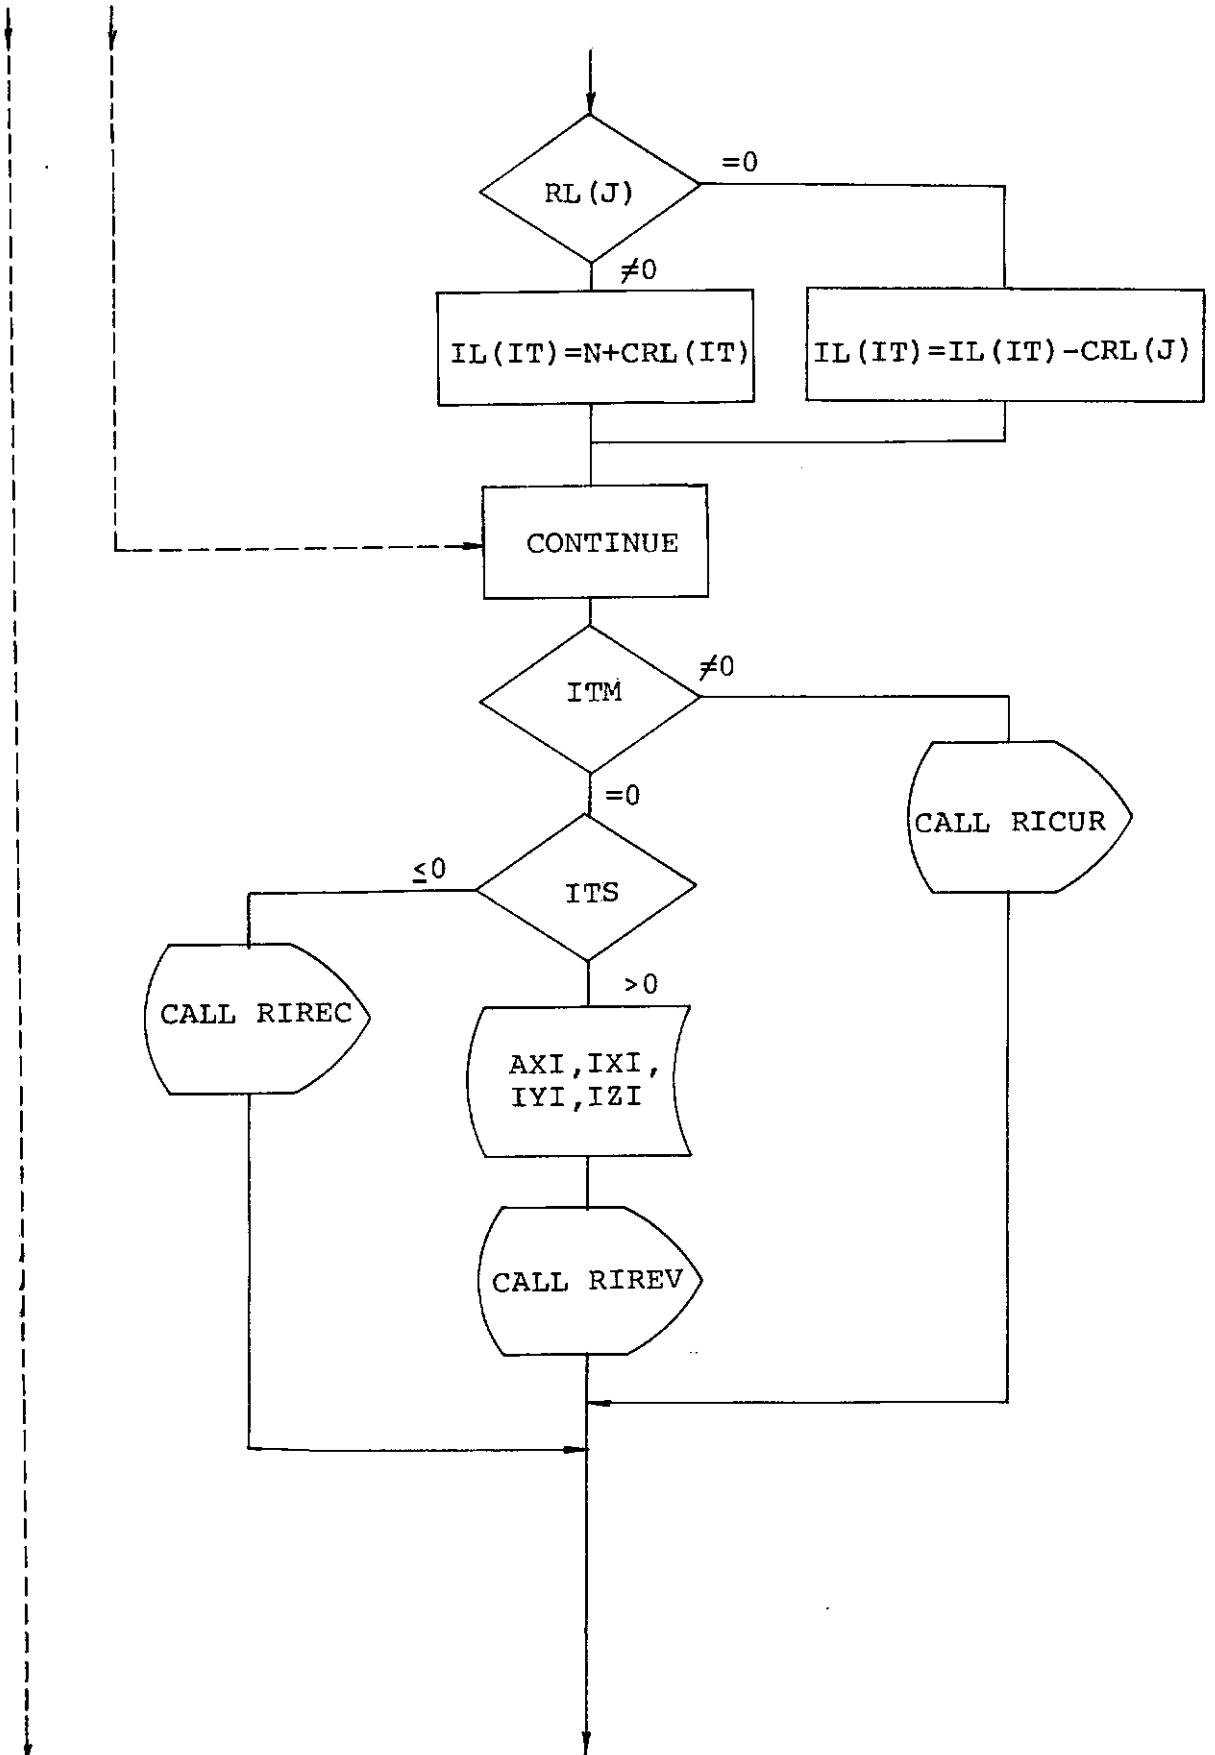 =0
RL(J)
≠0
IL(IT)=N+CRL(IT)
IL(IT)=IL(IT)-CRL(J)
CONTINUE
≠0
ITM
=0
CALL RICUR
≤0
ITS
>0
CALL RIREC
AXI,IXI,
IYI,IZI
CALL RIREV